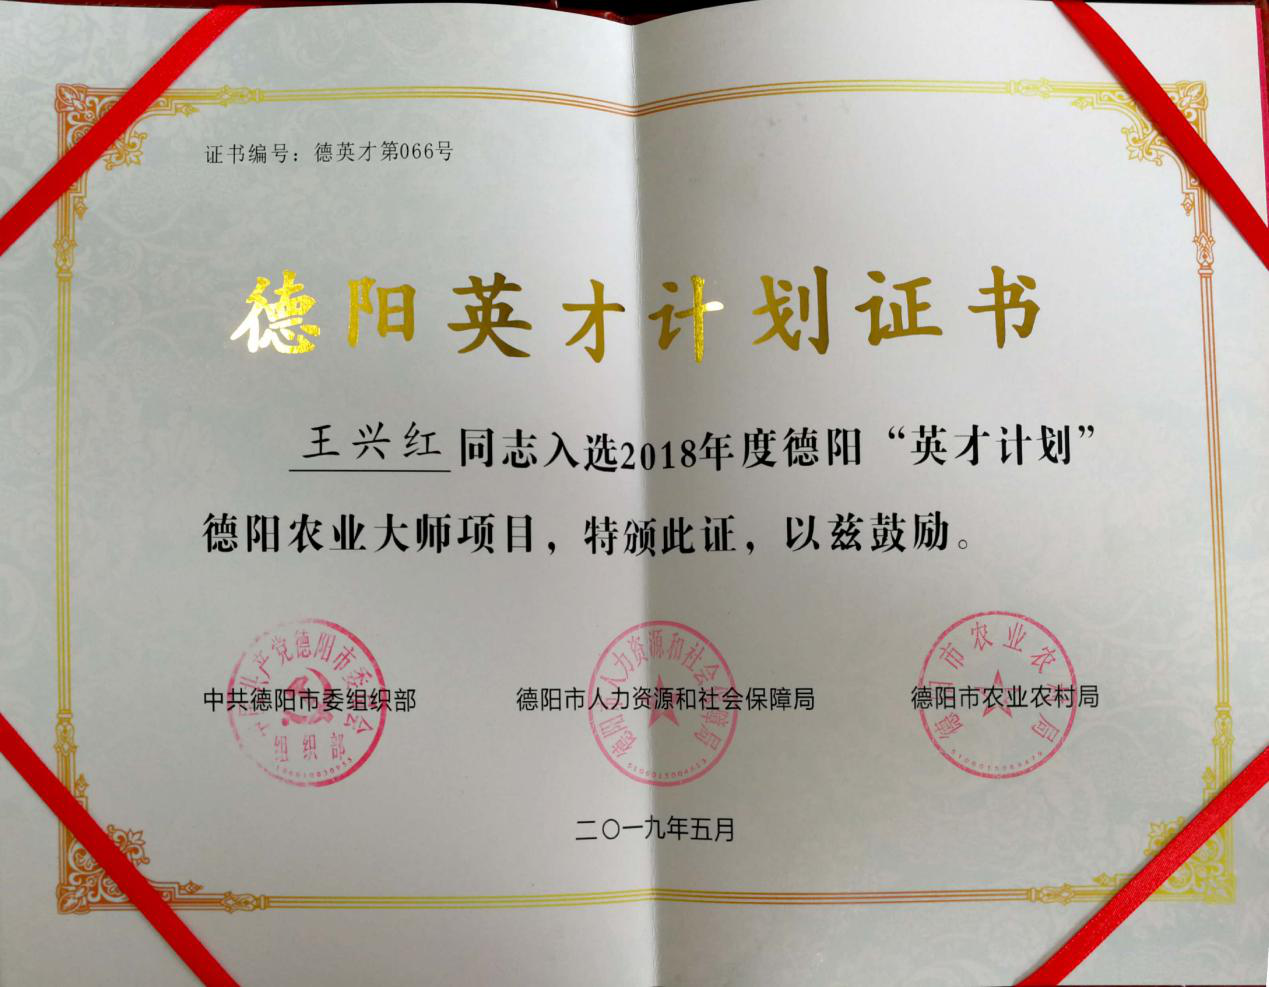 证书编号：德英才第066号
德阳英才计划证书
王兴红同志入选2018年度德阳“英才计划”
德阳农业大师项目，特颁此证，以兹鼓励。
中共德阳市委组织部 德阳市人力资源和社会保障局 德阳市农业农村局
组织部
二〇一九年五月